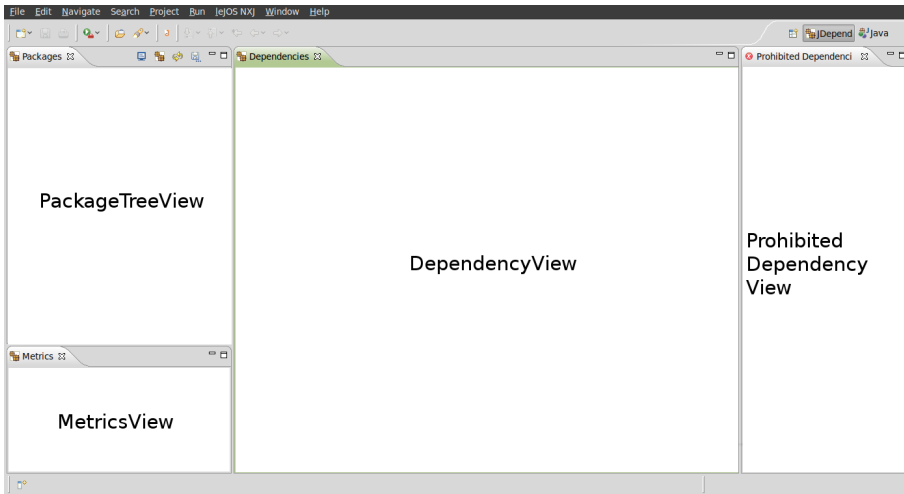 File Edit Navigate Search Project Run leJOS NXJ Window Help
JDepend Java
Packages
Dependencies
Prohibited Dependenci
PackageTreeView
DependencyView
Prohibited
Dependency
View
Metrics
MetricsView